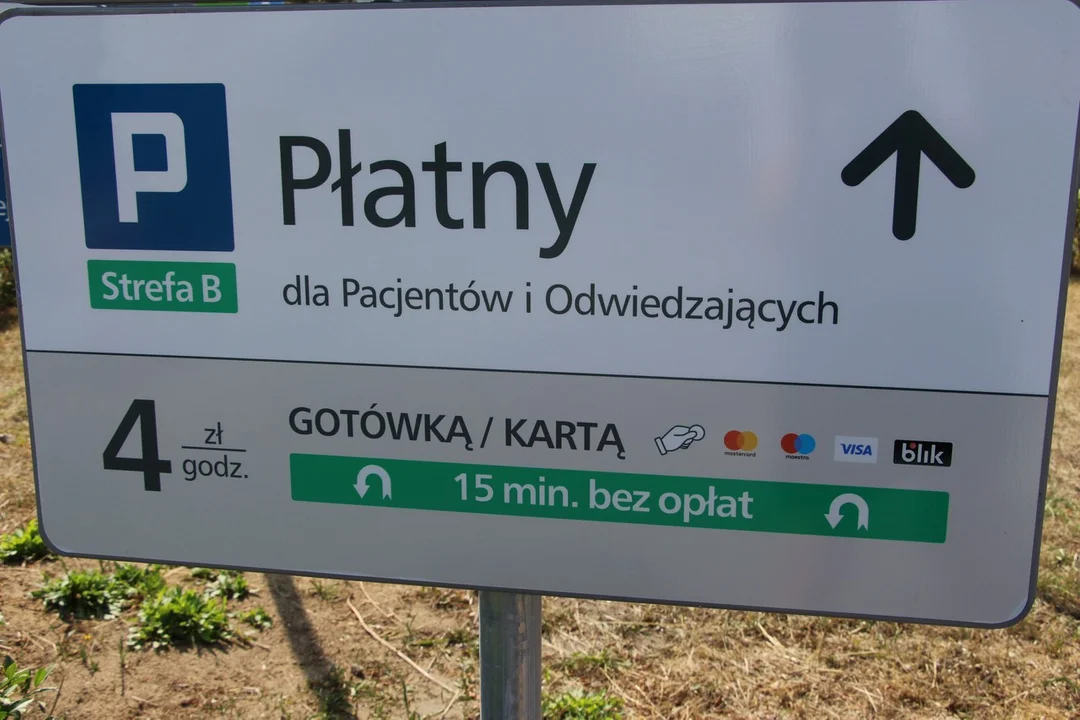 P
Płatny
Strefa B
dla Pacjentów i Odwiedzających
4 zł
godz.
GOTÓWKĄ / KARTĄ
mastercard
maestro
VISA
blik
15 min. bez opłat